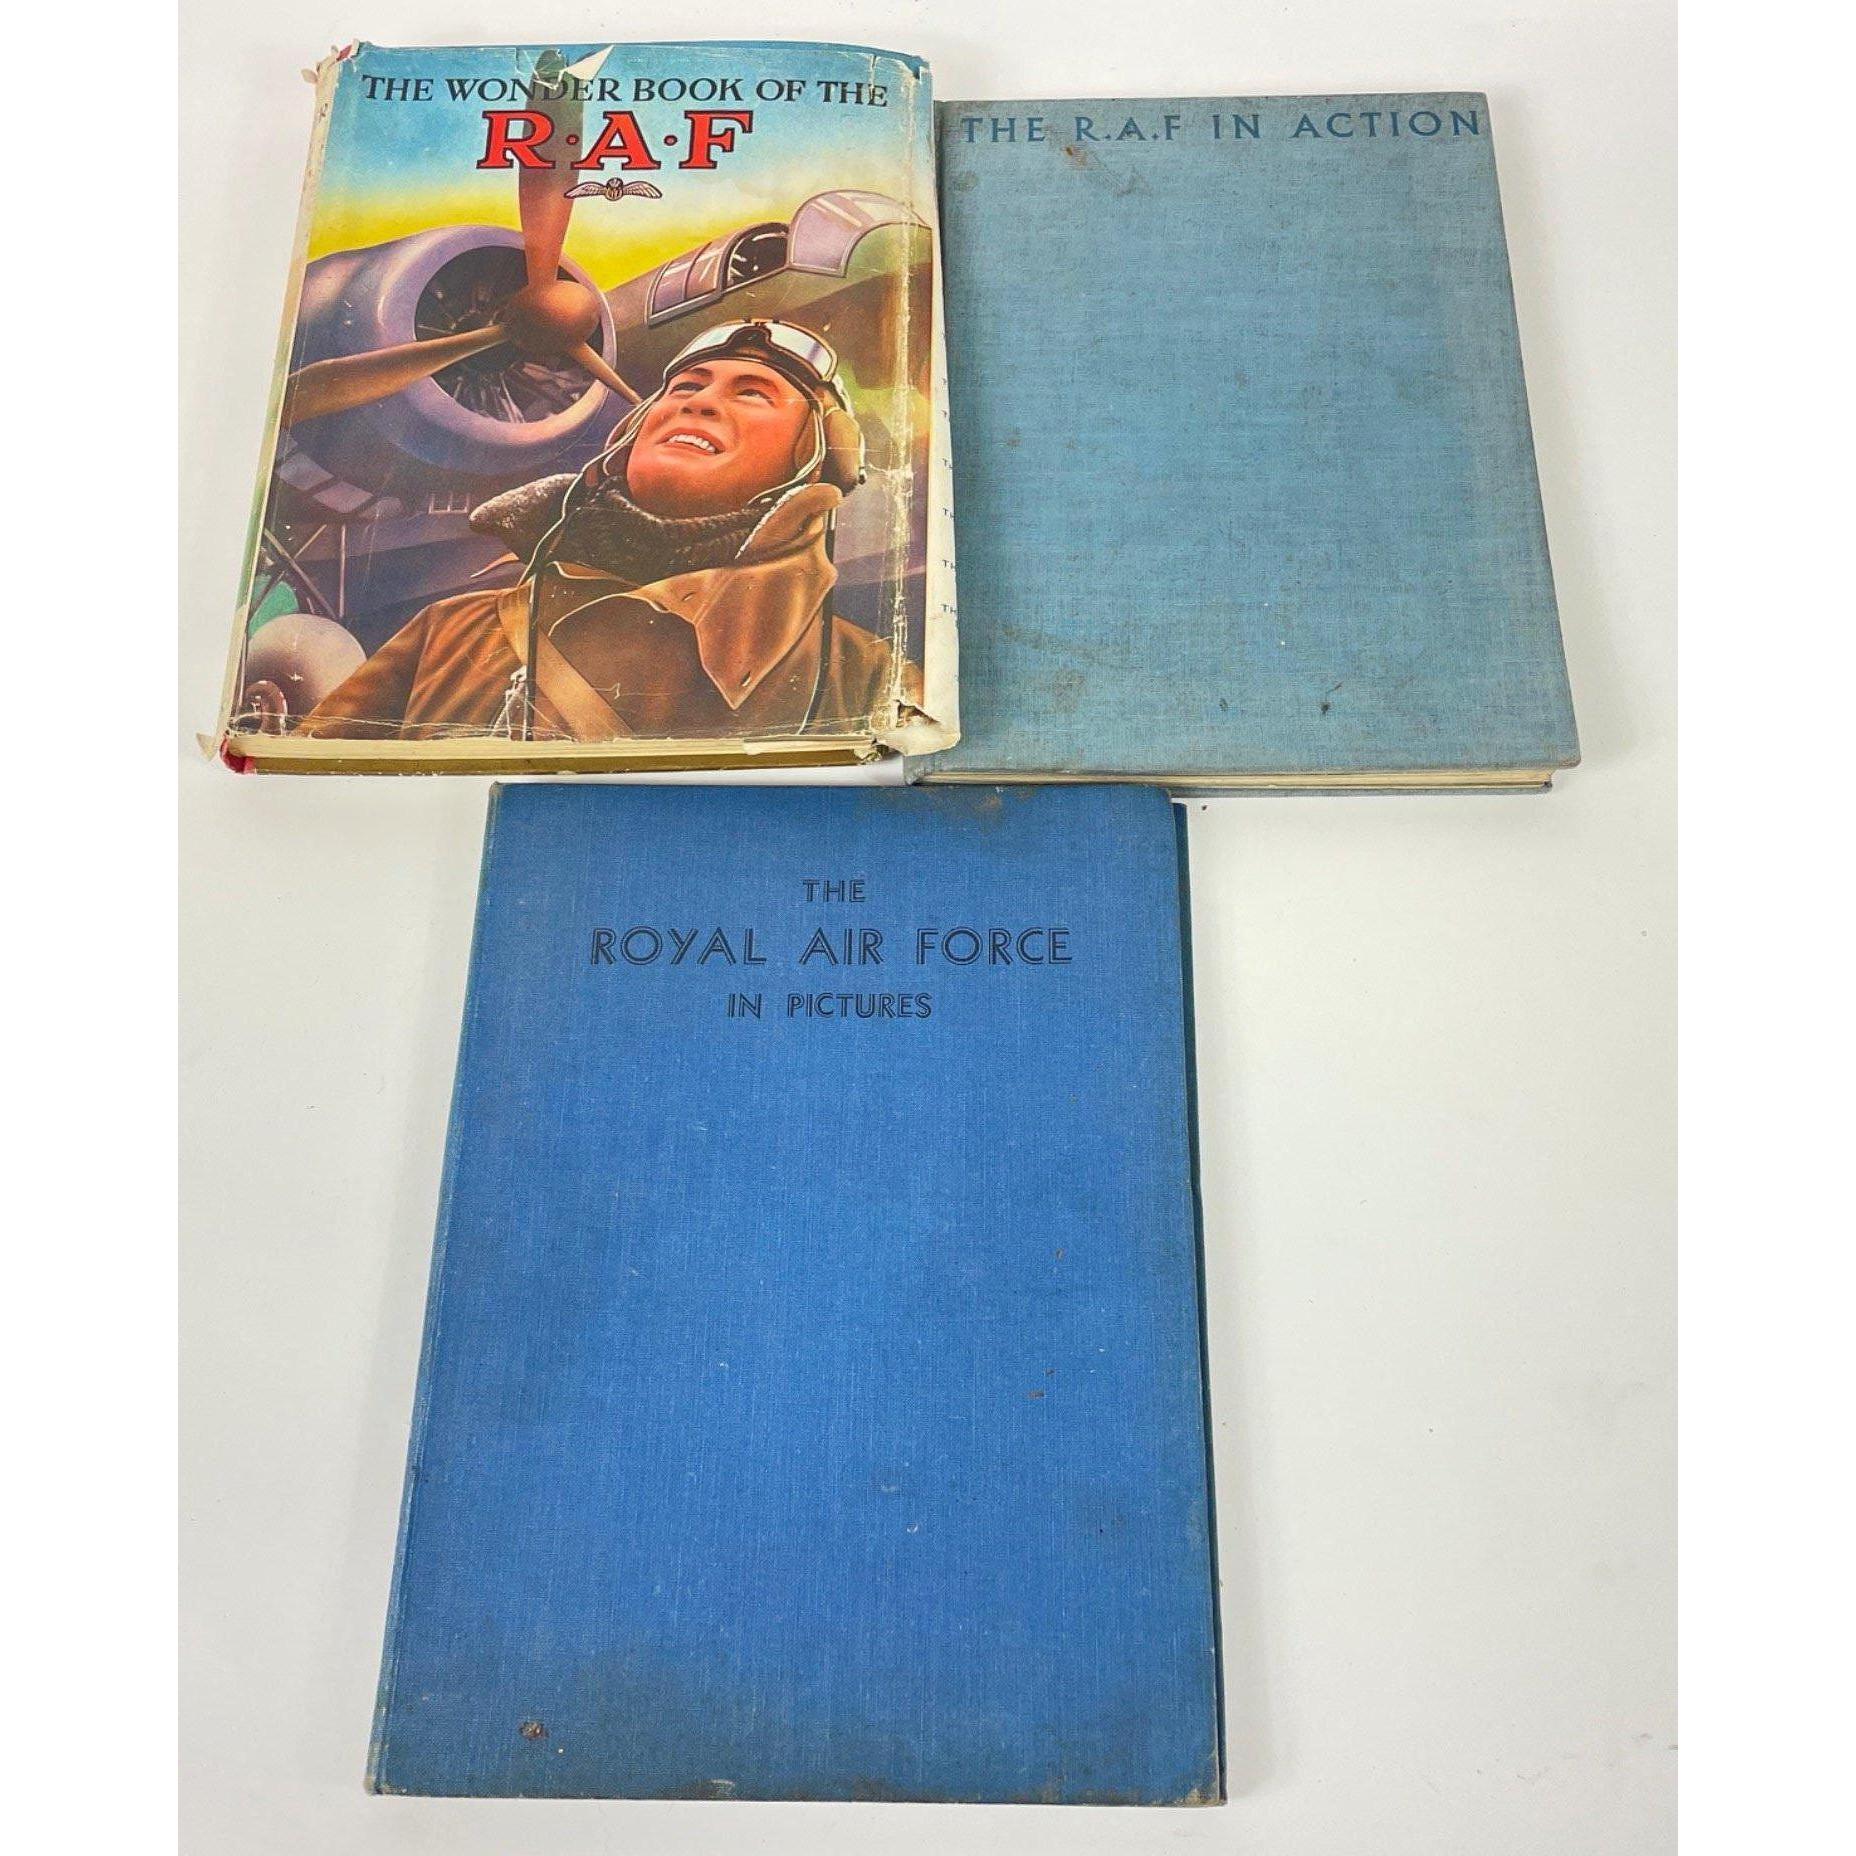 THE WONDER BOOK OF THE
R·A·F
THE R.A.F IN ACTION
THE
ROYAL AIR FORCE
IN PICTURES